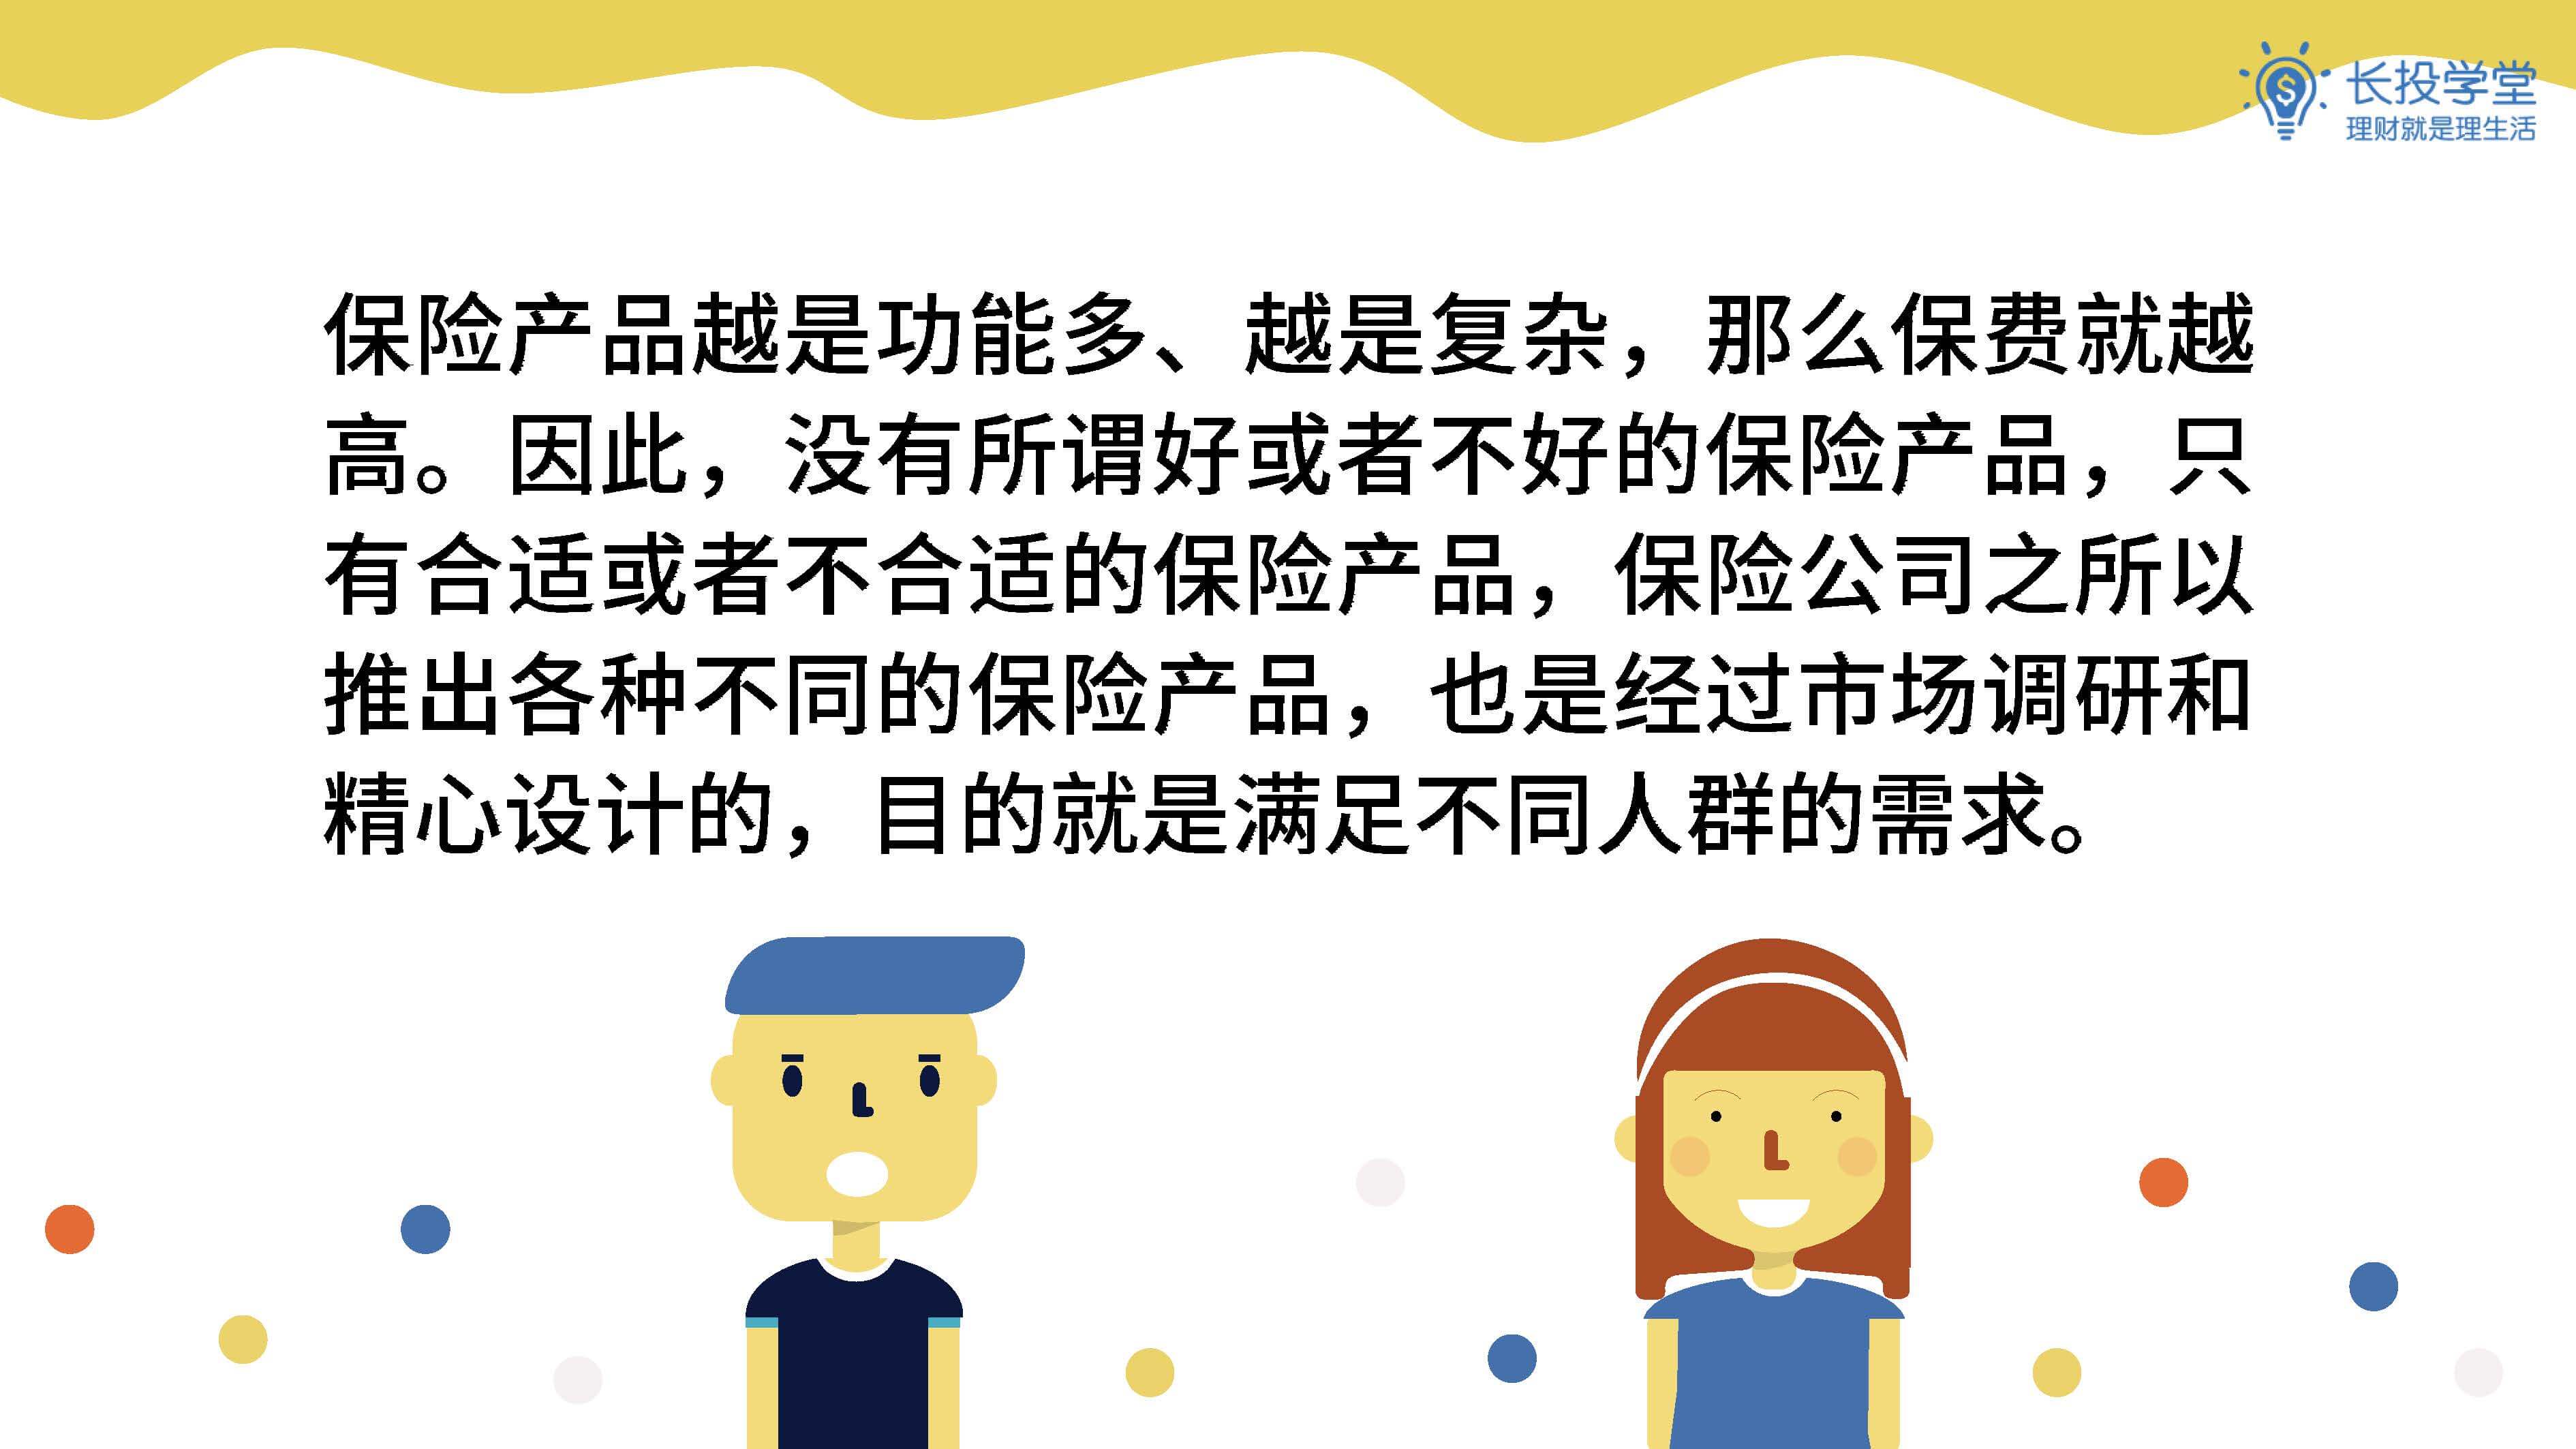 长投学堂
理财就是理生活
保险产品越是功能多、越是复杂，那么保费就越
高。因此，没有所谓好或者不好的保险产品，只
有合适或者不合适的保险产品，保险公司之所以
推出各种不同的保险产品，也是经过市场调研和
精心设计的，目的就是满足不同人群的需求。